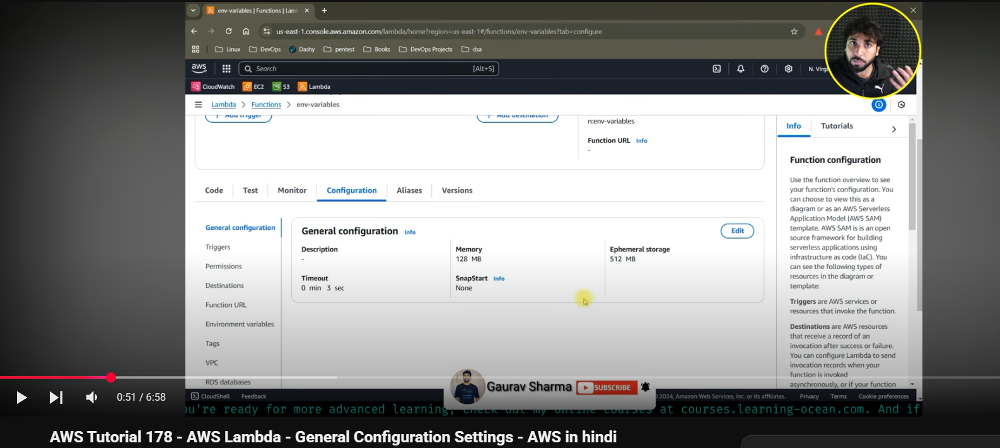 env-variables | Functions | Lam
us-east-1.console.aws.amazon.com/lambda/home?region=us-east-1#/functions/env-variables?tab=configure
Linux DevOps Dashy pentest Books DevOps Projects dsa
aws Search [Alt+S] N. Virg
CloudWatch EC2 S3 Lambda
Lambda > Functions > env-variables
+ Add trigger + Add destination
n:env-variables
Function URL Info
-
Info Tutorials
Code Test Monitor Configuration Aliases Versions
General configuration
Triggers
Permissions
Destinations
Function URL
Environment variables
Tags
VPC
RDS databases
General configuration Info Edit
Description
-
Memory
128 MB
Ephemeral storage
512 MB
Timeout
0 min 3 sec
SnapStart Info
None
Function configuration
Use the function overview to see
your function's configuration. You
can choose to view this as a
diagram or as an AWS Serverless
Application Model (AWS SAM)
template. AWS SAM is is an open
source framework for building
serverless applications using
infrastructure as code (IaC). You
can see the following types of
resources in the diagram or
template:
Triggers are AWS services or
resources that invoke the function.
Destinations are AWS resources
that receive a record of an
invocation after success or failure.
You can configure Lambda to send
invocation records when your
function is invoked
asynchronously, or if your function
Gaurav Sharma SUBSCRIBE
CloudShell Feedback 2024, Amazon Web Services, Inc. or its affiliates. Privacy Terms Cookie preferences
ou're ready for more advanced learning, check out my online courses at courses.learning-ocean.com. And if
0:51 / 6:58
AWS Tutorial 178 - AWS Lambda - General Configuration Settings - AWS in hindi